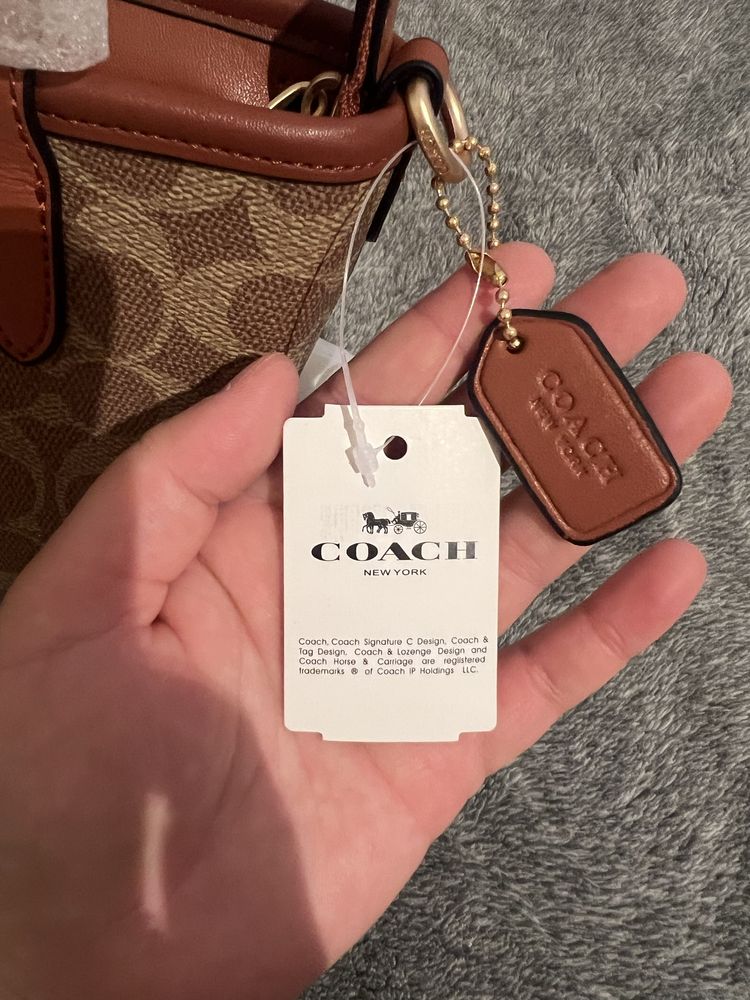 COACH
NEW YORK
COACH
NEW YORK
Coach, Coach Signature C Design, Coach &
Tag Design, Coach & Lozenge Design and
Coach Horse & Carriage are regiistered
trademarks ® of Coach IP Holdings LLC.